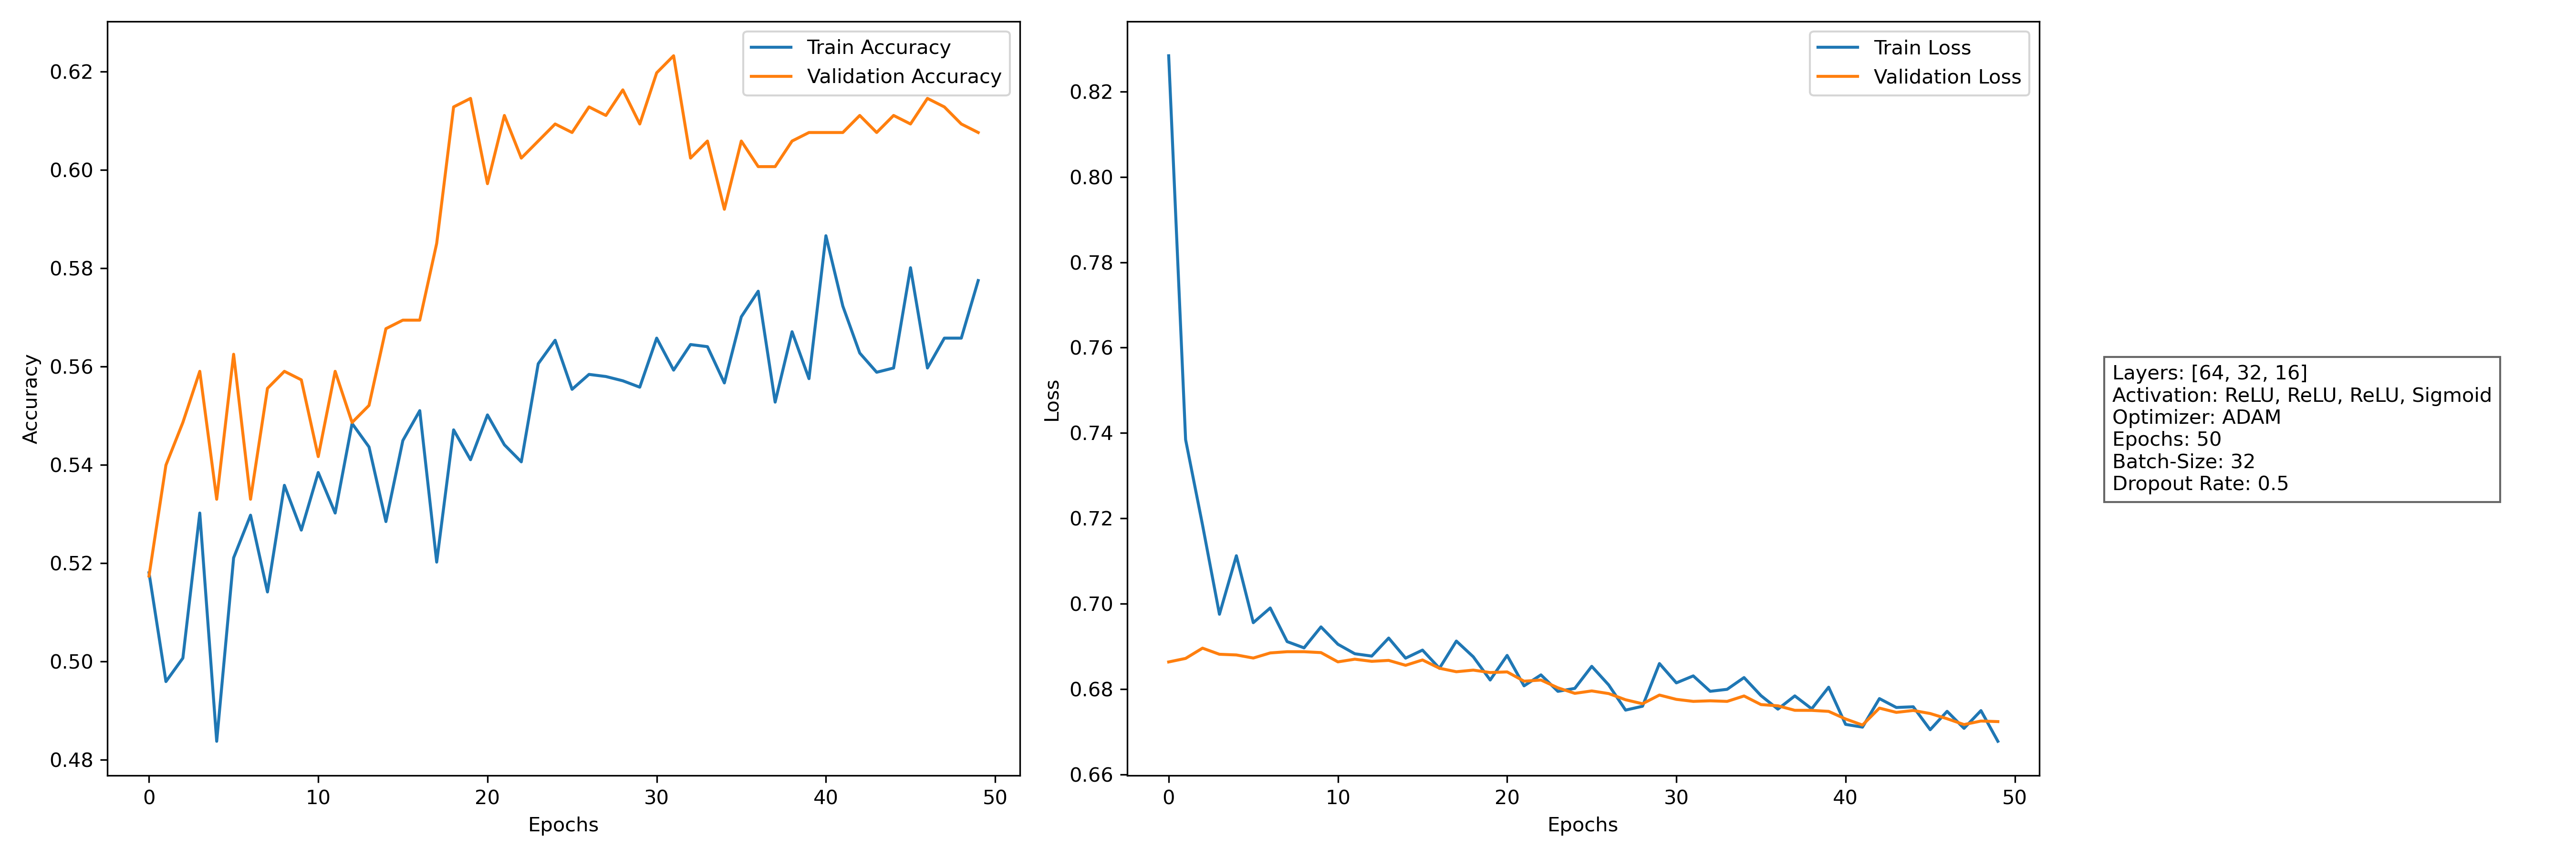 Train Accuracy
Validation Accuracy
0.62
0.60
0.58
0.56
0.54
0.52
0.50
0.48
Accuracy
0 10 20 30 40 50
Epochs
Train Loss
Validation Loss
0.82
0.80
0.78
0.76
0.74
0.72
0.70
0.68
0.66
Loss
0 10 20 30 40 50
Epochs
Layers: [64, 32, 16]
Activation: ReLU, ReLU, ReLU, Sigmoid
Optimizer: ADAM
Epochs: 50
Batch-Size: 32
Dropout Rate: 0.5